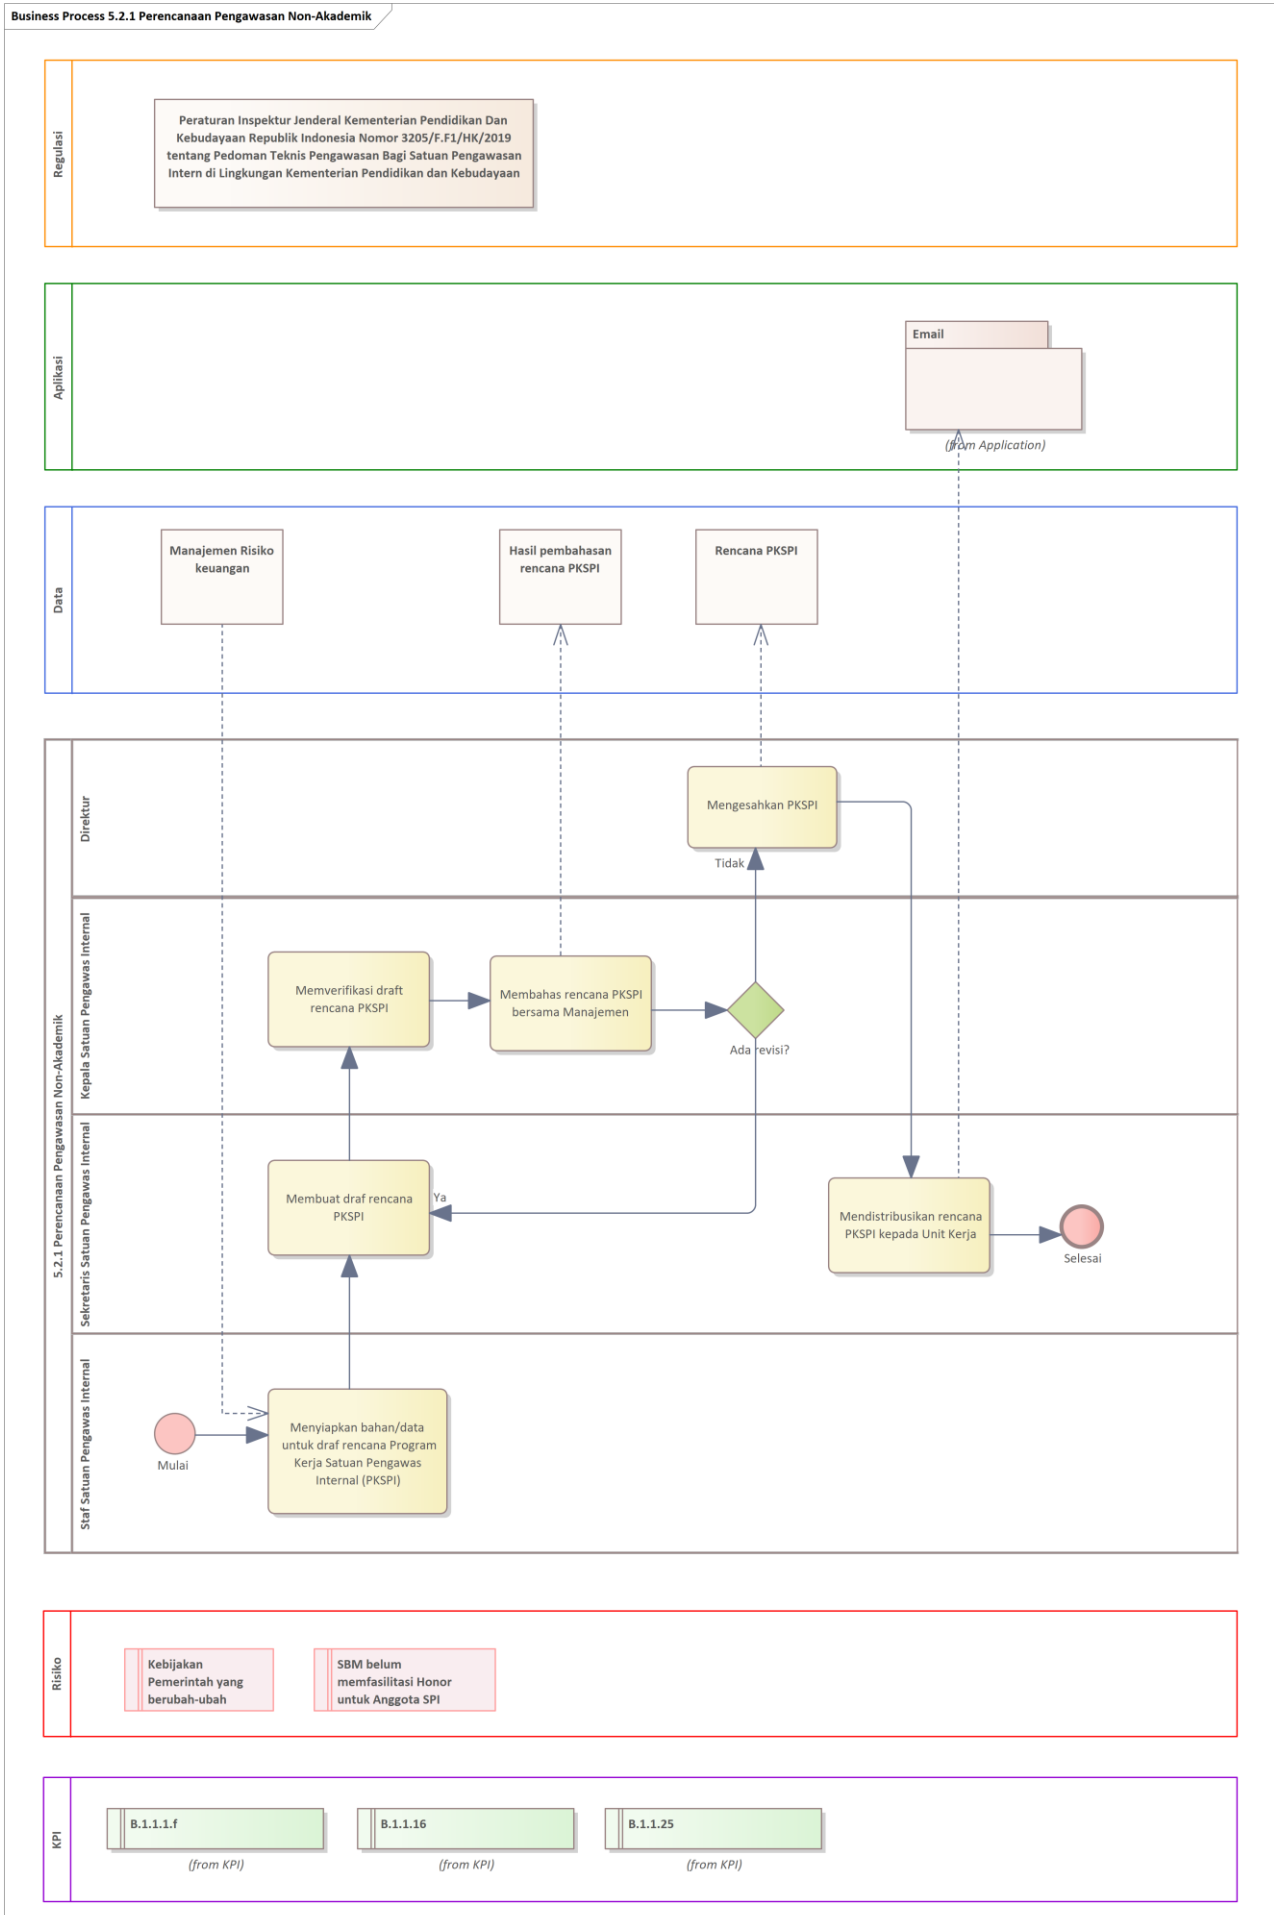 Business Process 5.2.1 Perencanaan Pengawasan Non-Akademik
Regulasi
Peraturan Inspektur Jenderal Kementerian Pendidikan Dan
Kebudayaan Republik Indonesia Nomor 3205/F.F1/HK/2019
tentang Pedoman Teknis Pengawasan Bagi Satuan Pengawasan
Intern di Lingkungan Kementerian Pendidikan dan Kebudayaan
Aplikasi
Email
(from Application)
Data
Manajemen Risiko
keuangan
Hasil pembahasan
rencana PKSPI
Rencana PKSPI
5.2.1 Perencanaan Pengawasan Non-Akademik
Direktur
Mengesahkan PKSPI
Tidak
Kepala Satuan Pengawas Internal
Memverifikasi draft
rencana PKSPI
Membahas rencana PKSPI
bersama Manajemen
Ada revisi?
Sekretaris Satuan Pengawas Internal
Membuat draf rencana
PKSPI
Ya
Mendistribusikan rencana
PKSPI kepada Unit Kerja
Selesai
Staf Satuan Pengawas Internal
Mulai
Menyiapkan bahan/data
untuk draf rencana Program
Kerja Satuan Pengawas
Internal (PKSPI)
Risiko
Kebijakan
Pemerintah yang
berubah-ubah
SBM belum
memfasilitasi Honor
untuk Anggota SPI
KPI
B.1.1.1.f
(from KPI)
B.1.1.16
(from KPI)
B.1.1.25
(from KPI)